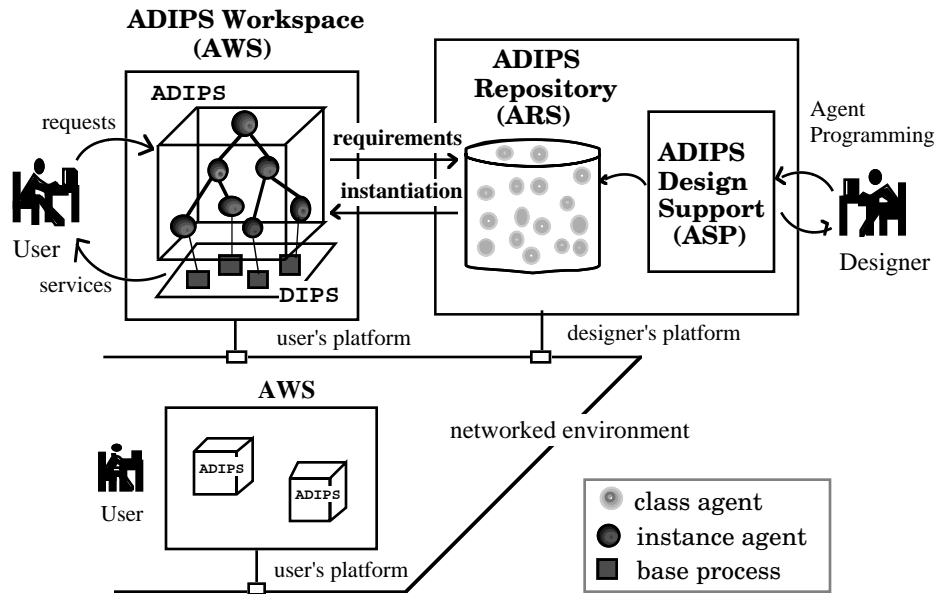 ADIPS Workspace
(AWS)
ADIPS
Repository
(ARS)
ADIPS
requests
requirements
instantiation
ADIPS
Design
Support
(ASP)
Agent
Programming
User
services
DIPS
Designer
user's platform
designer's platform
AWS
networked environment
ADIPS
ADIPS
User
user's platform
class agent
instance agent
base process